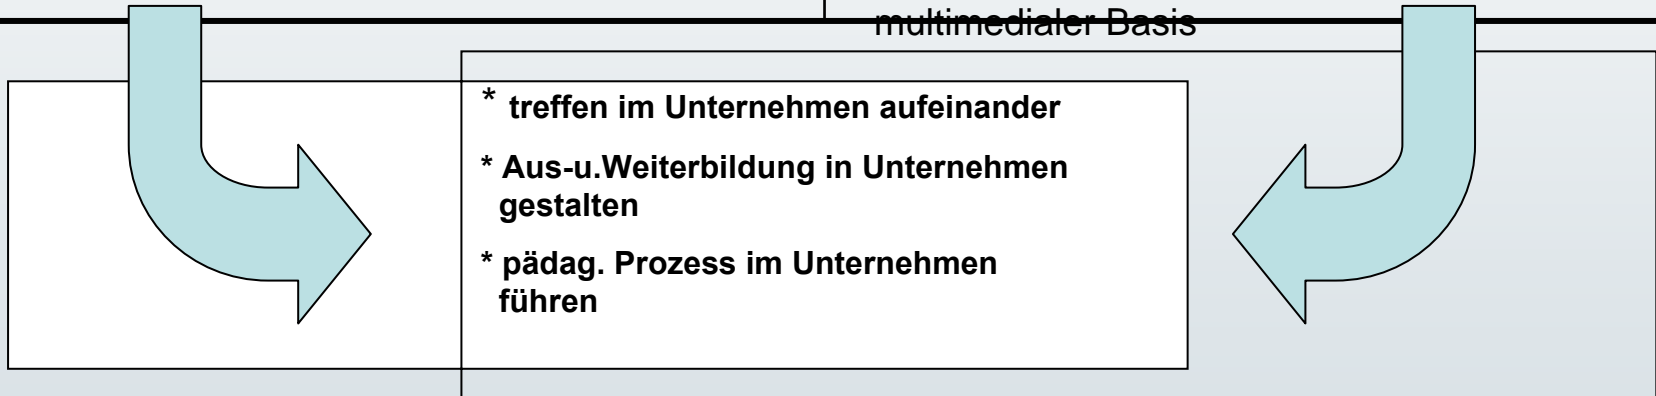 multimedialer Basis
* treffen im Unternehmen aufeinander
* Aus-u.Weiterbildung in Unternehmen
gestalten
* pädag. Prozess im Unternehmen
führen